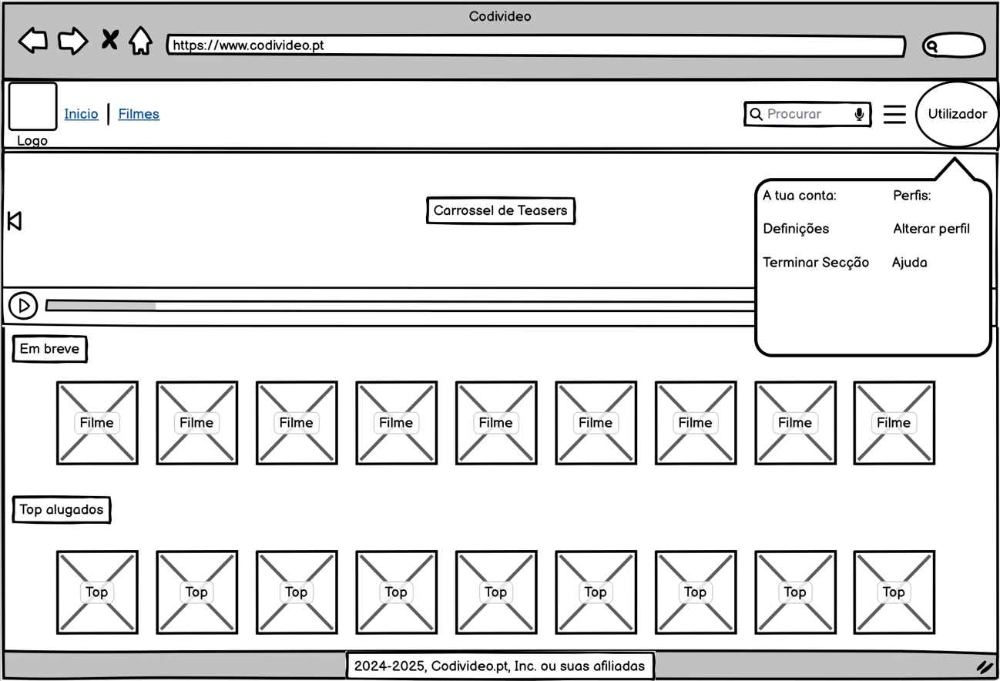 Codivideo
https://www.codivideo.pt
Logo
Inicio
Filmes
Procurar
Utilizador
Carrossel de Teasers
A tua conta:
Perfis:
Definições
Alterar perfil
Terminar Secção
Ajuda
Em breve
Filme
Filme
Filme
Filme
Filme
Filme
Filme
Filme
Filme
Top alugados
Top
Top
Top
Top
Top
Top
Top
Top
Top
2024-2025, Codivideo.pt, Inc. ou suas afiliadas